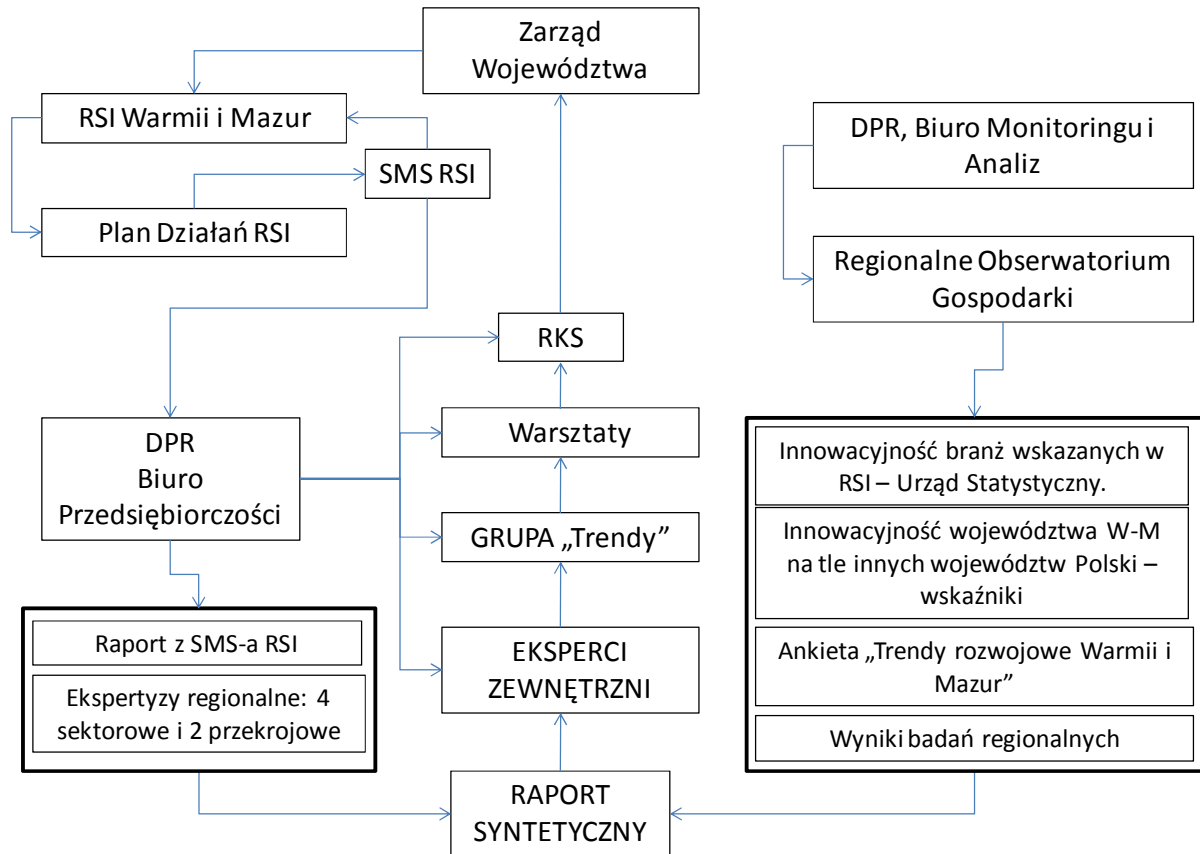 Zarząd
Województwa
RSI Warmii i Mazur
SMS RSI
Plan Działań RSI
DPR, Biuro Monitoringu i
Analiz
Regionalne Obserwatorium
Gospodarki
RKS
DPR
Biuro
Przedsiębiorczości
Warsztaty
GRUPA „Trendy”
EKSPERCI
ZEWNĘTRZNI
Innowacyjność branż wskazanych w
RSI – Urząd Statystyczny.
Innowacyjność województwa W-M
na tle innych województw Polski –
wskaźniki
Ankieta „Trendy rozwojowe Warmii i
Mazur”
Wyniki badań regionalnych
Raport z SMS-a RSI
Ekspertyzy regionalne: 4
sektorowe i 2 przekrojowe
RAPORT
SYNTETYCZNY